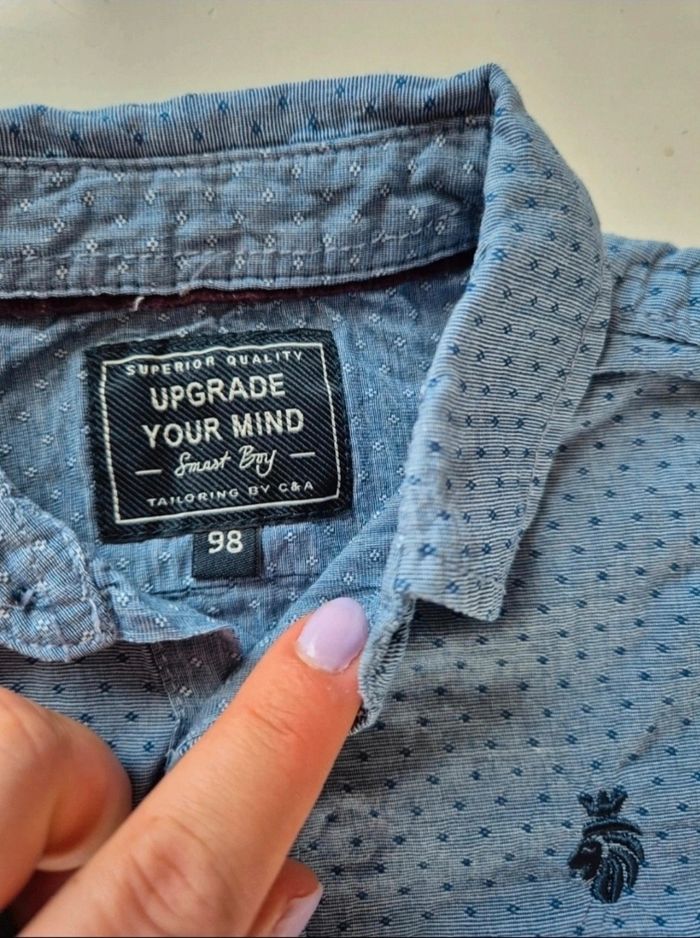 SUPERIOR QUALITY
UPGRADE
YOUR MIND
— Smart Boy —
TAILORING BY C&A
98